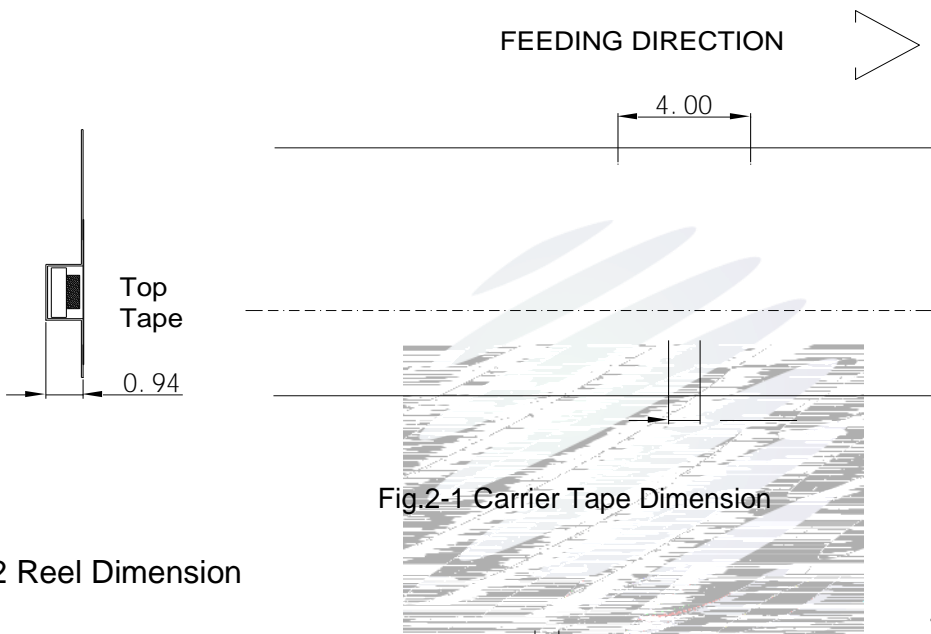 FEEDING DIRECTION
4.00
Top
Tape
0.94
Fig.2-1 Carrier Tape Dimension
2 Reel Dimension